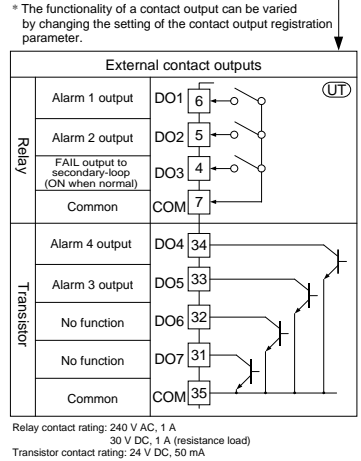 * The functionality of a contact output can be varied
by changing the setting of the contact output registration
parameter.
External contact outputs
UT
Relay
Alarm 1 output DO1 6
Alarm 2 output DO2 5
FAIL output to
secondary-loop
(ON when normal) DO3 4
Common COM 7
Transistor
Alarm 4 output DO4 34
Alarm 3 output DO5 33
No function DO6 32
No function DO7 31
Common COM 35
Relay contact rating: 240 V AC, 1 A
30 V DC, 1 A (resistance load)
Transistor contact rating: 24 V DC, 50 mA